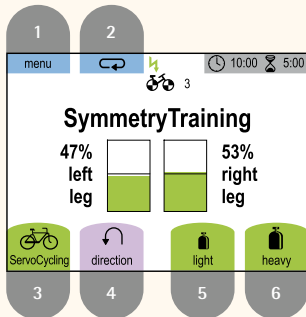 1 2
menu 10:00 5:00
3
SymmetryTraining
47% 53%
left right
leg leg
ServoCycling direction light heavy
3 4 5 6